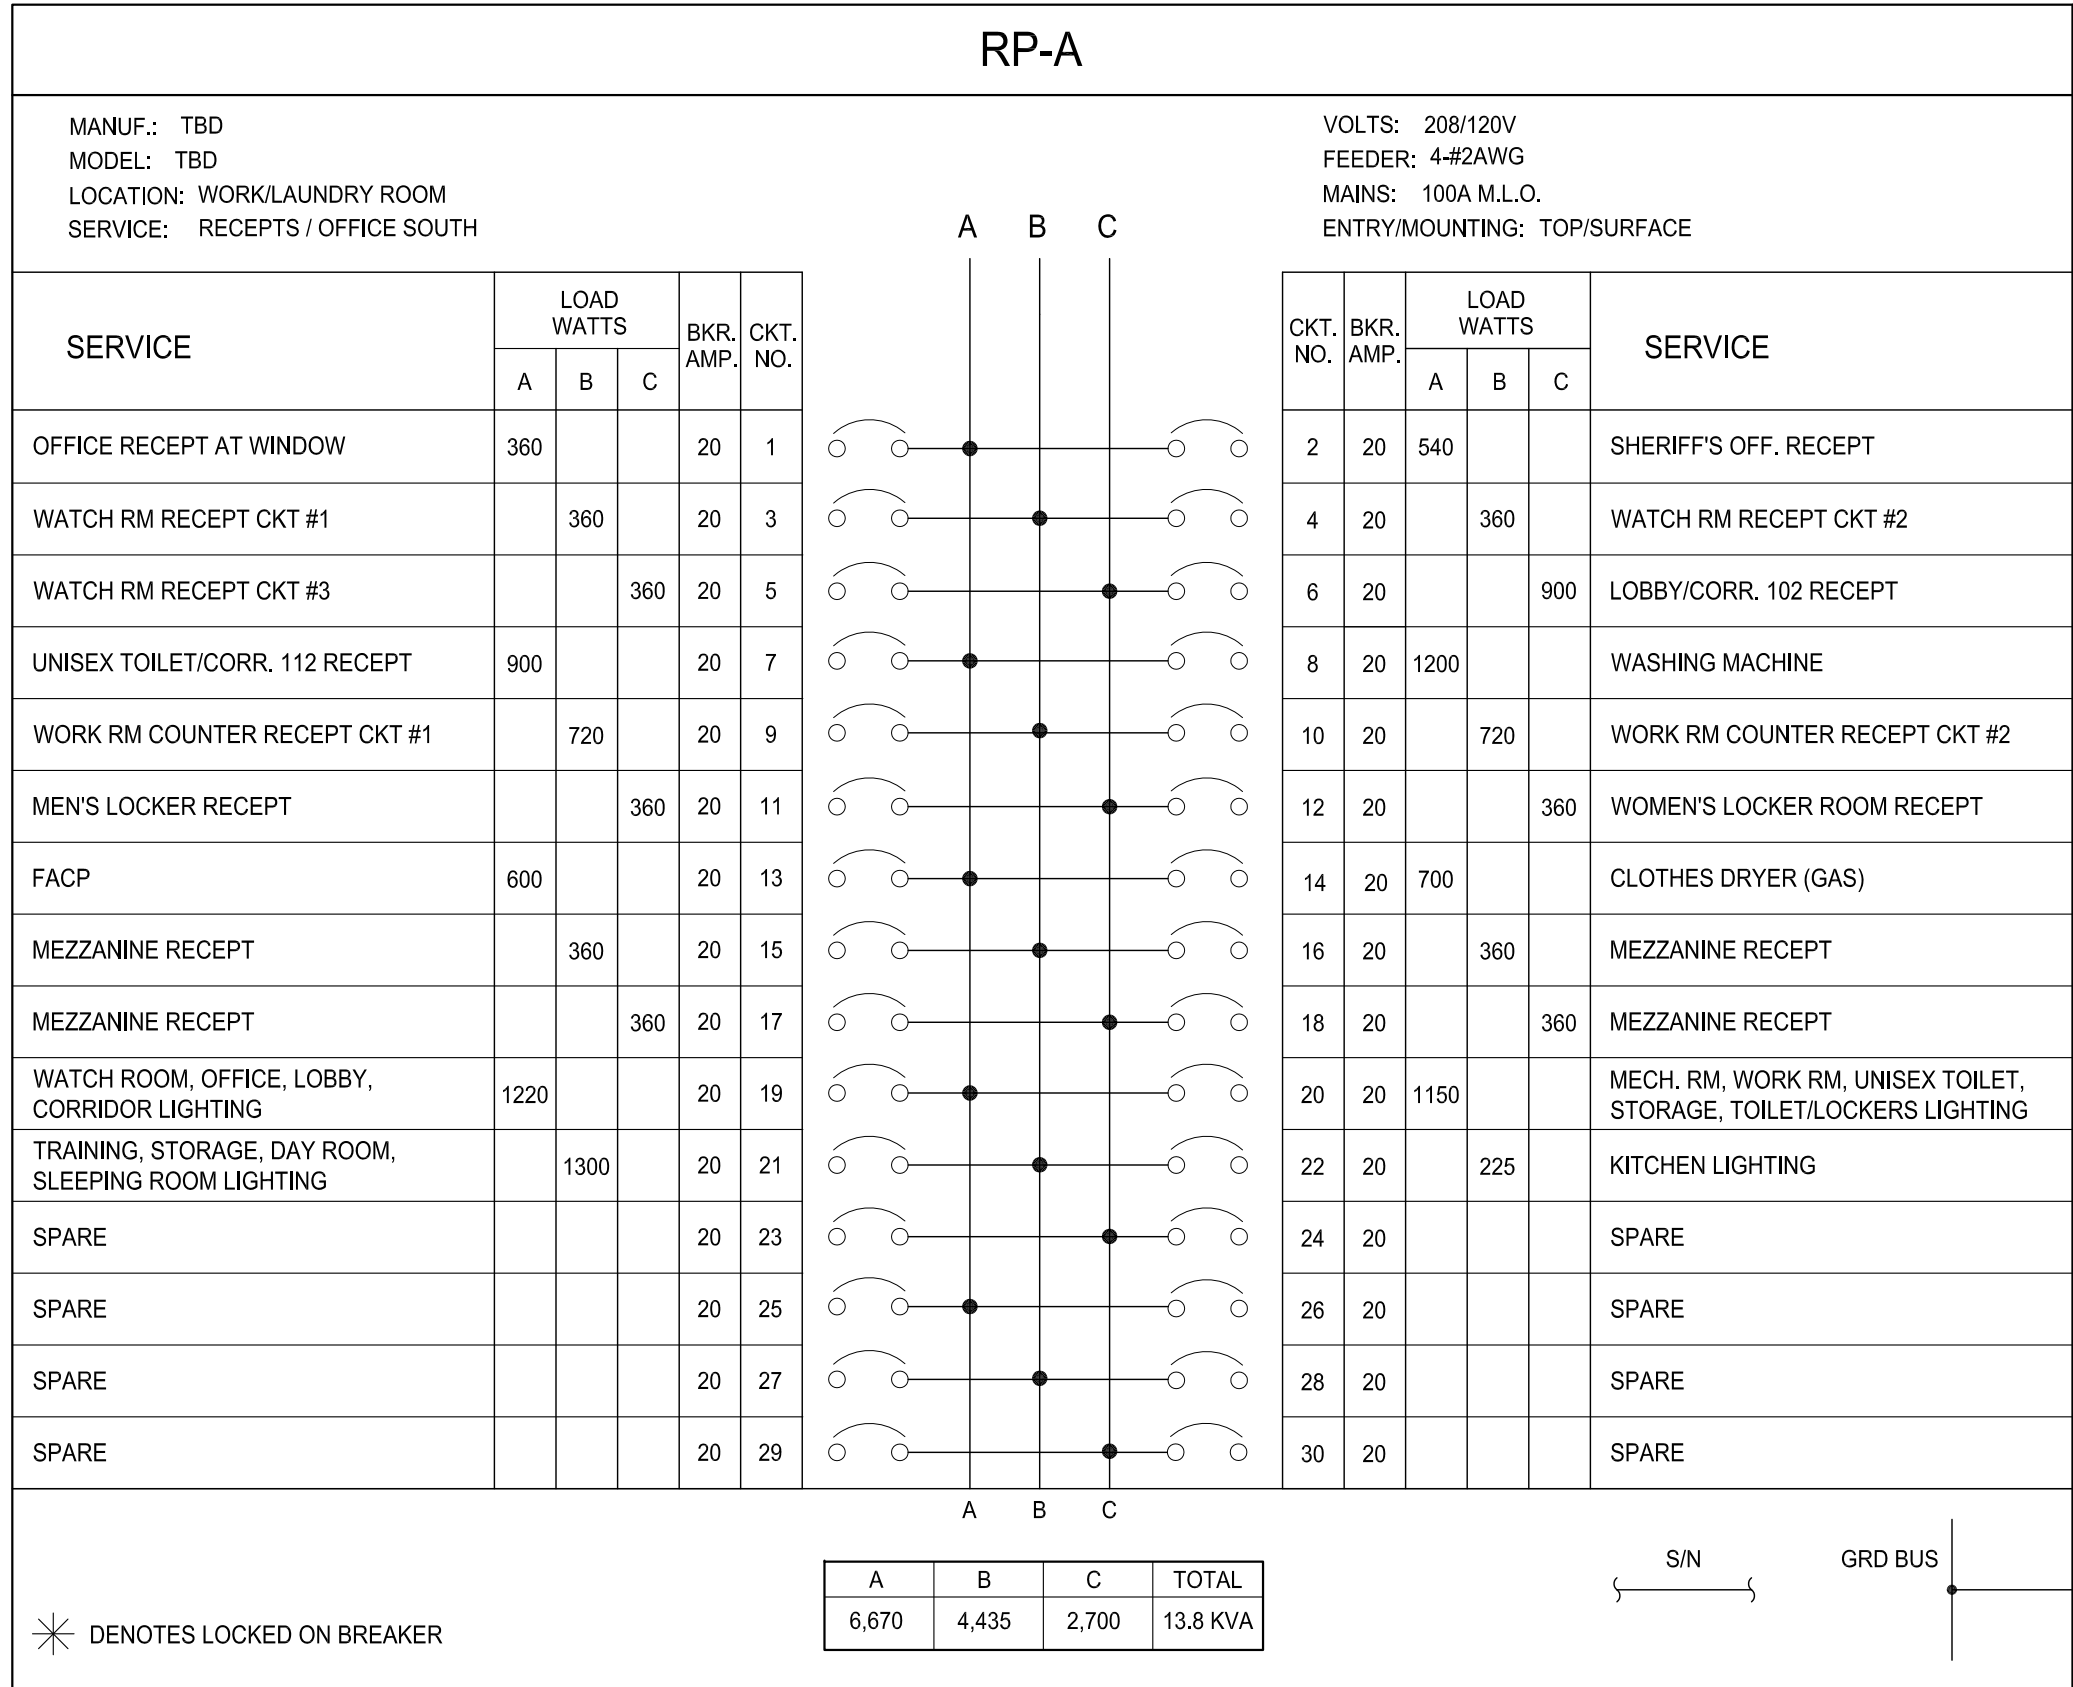 RP-A
MANUF.: TBD
MODEL: TBD
LOCATION: WORK/LAUNDRY ROOM
SERVICE: RECEPTS / OFFICE SOUTH
VOLTS: 208/120V
FEEDER: 4-#2AWG
MAINS: 100A M.L.O.
ENTRY/MOUNTING: TOP/SURFACE
A B C
SERVICE
LOAD
WATTS
A B C
BKR.
AMP.
CKT.
NO.
CKT.
NO.
BKR.
AMP.
LOAD
WATTS
A B C
SERVICE
OFFICE RECEPT AT WINDOW 360 20 1 2 20 540 SHERIFF'S OFF. RECEPT
WATCH RM RECEPT CKT #1 360 20 3 4 20 360 WATCH RM RECEPT CKT #2
WATCH RM RECEPT CKT #3 360 20 5 6 20 900 LOBBY/CORR. 102 RECEPT
UNISEX TOILET/CORR. 112 RECEPT 900 20 7 8 20 1200 WASHING MACHINE
WORK RM COUNTER RECEPT CKT #1 720 20 9 10 20 720 WORK RM COUNTER RECEPT CKT #2
MEN'S LOCKER RECEPT 360 20 11 12 20 360 WOMEN'S LOCKER ROOM RECEPT
FACP 600 20 13 14 20 700 CLOTHES DRYER (GAS)
MEZZANINE RECEPT 360 20 15 16 20 360 MEZZANINE RECEPT
MEZZANINE RECEPT 360 20 17 18 20 360 MEZZANINE RECEPT
WATCH ROOM, OFFICE, LOBBY,
CORRIDOR LIGHTING 1220 20 19 20 20 1150 MECH. RM, WORK RM, UNISEX TOILET,
STORAGE, TOILET/LOCKERS LIGHTING
TRAINING, STORAGE, DAY ROOM,
SLEEPING ROOM LIGHTING 1300 20 21 22 20 225 KITCHEN LIGHTING
SPARE 20 23 24 20 SPARE
SPARE 20 25 26 20 SPARE
SPARE 20 27 28 20 SPARE
SPARE 20 29 30 20 SPARE
A B C
A B C TOTAL
6,670 4,435 2,700 13.8 KVA
DENOTES LOCKED ON BREAKER
S/N
GRD BUS